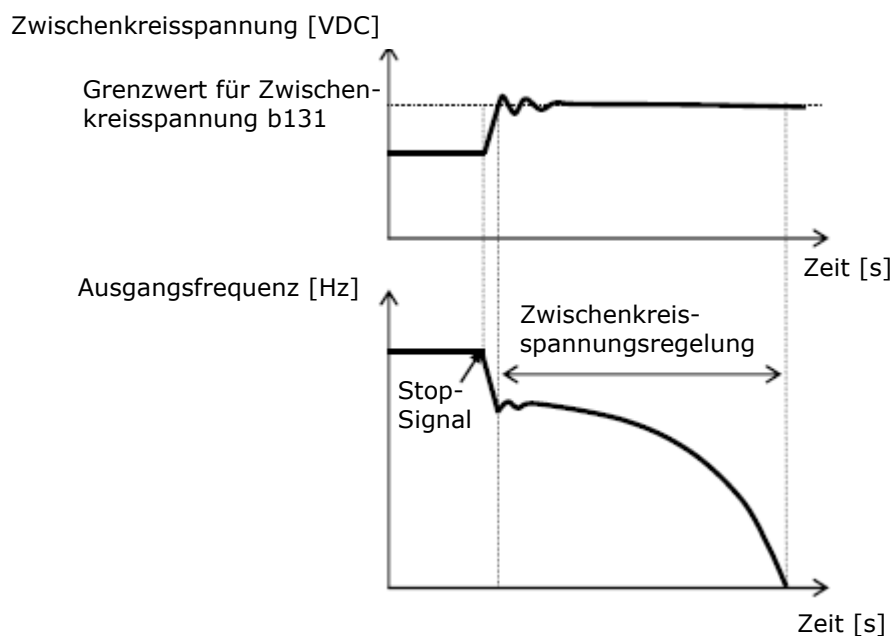 Zwischenkreisspannung [VDC]
Grenzwert für Zwischen-
kreisspannung b131
Zeit [s]
Ausgangsfrequenz [Hz]
Zwischenkreis-
spannungsregelung
Stop-
Signal
Zeit [s]